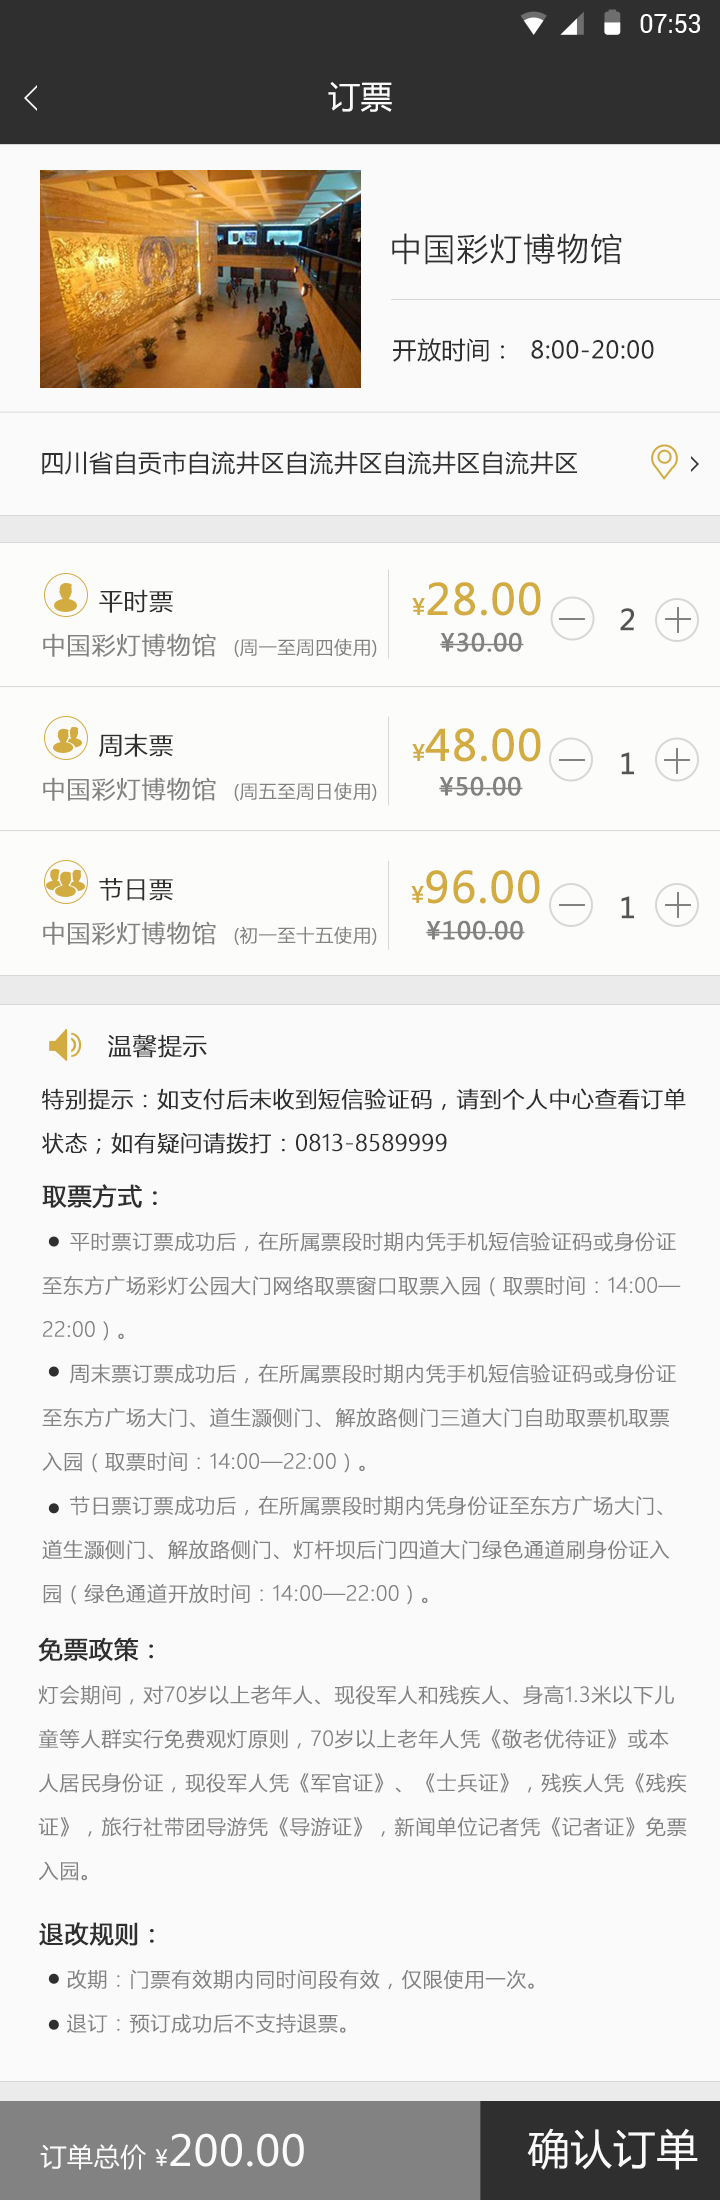 07:53
订票
中国彩灯博物馆
开放时间： 8:00-20:00
四川省自贡市自流井区自流井区自流井区自流井区
平时票
中国彩灯博物馆 (周一至周四使用)
¥28.00
¥30.00
2
周末票
中国彩灯博物馆 (周五至周日使用)
¥48.00
¥50.00
1
节日票
中国彩灯博物馆 (初一至十五使用)
¥96.00
¥100.00
1
温馨提示
特别提示：如支付后未收到短信验证码，请到个人中心查看订单
状态；如有疑问请拨打：0813-8589999
取票方式：
● 平时票订票成功后，在所属票段时期内凭手机短信验证码或身份证
至东方广场彩灯公园大门网络取票窗口取票入园（取票时间：14:00—
22:00）。
● 周末票订票成功后，在所属票段时期内凭手机短信验证码或身份证
至东方广场大门、道生灏侧门、解放路侧门三道大门自助取票机取票
入园（取票时间：14:00—22:00）。
● 节日票订票成功后，在所属票段时期内凭身份证至东方广场大门、
道生灏侧门、解放路侧门、灯杆坝后门四道大门绿色通道刷身份证入
园（绿色通道开放时间：14:00—22:00）。
免票政策：
灯会期间，对70岁以上老年人、现役军人和残疾人、身高1.3米以下儿
童等人群实行免费观灯原则，70岁以上老年人凭《敬老优待证》或本
人居民身份证，现役军人凭《军官证》、《士兵证》，残疾人凭《残疾
证》，旅行社带团导游凭《导游证》，新闻单位记者凭《记者证》免票
入园。
退改规则：
● 改期：门票有效期内同时间段有效，仅限使用一次。
● 退订：预订成功后不支持退票。
订单总价 ¥200.00
确认订单